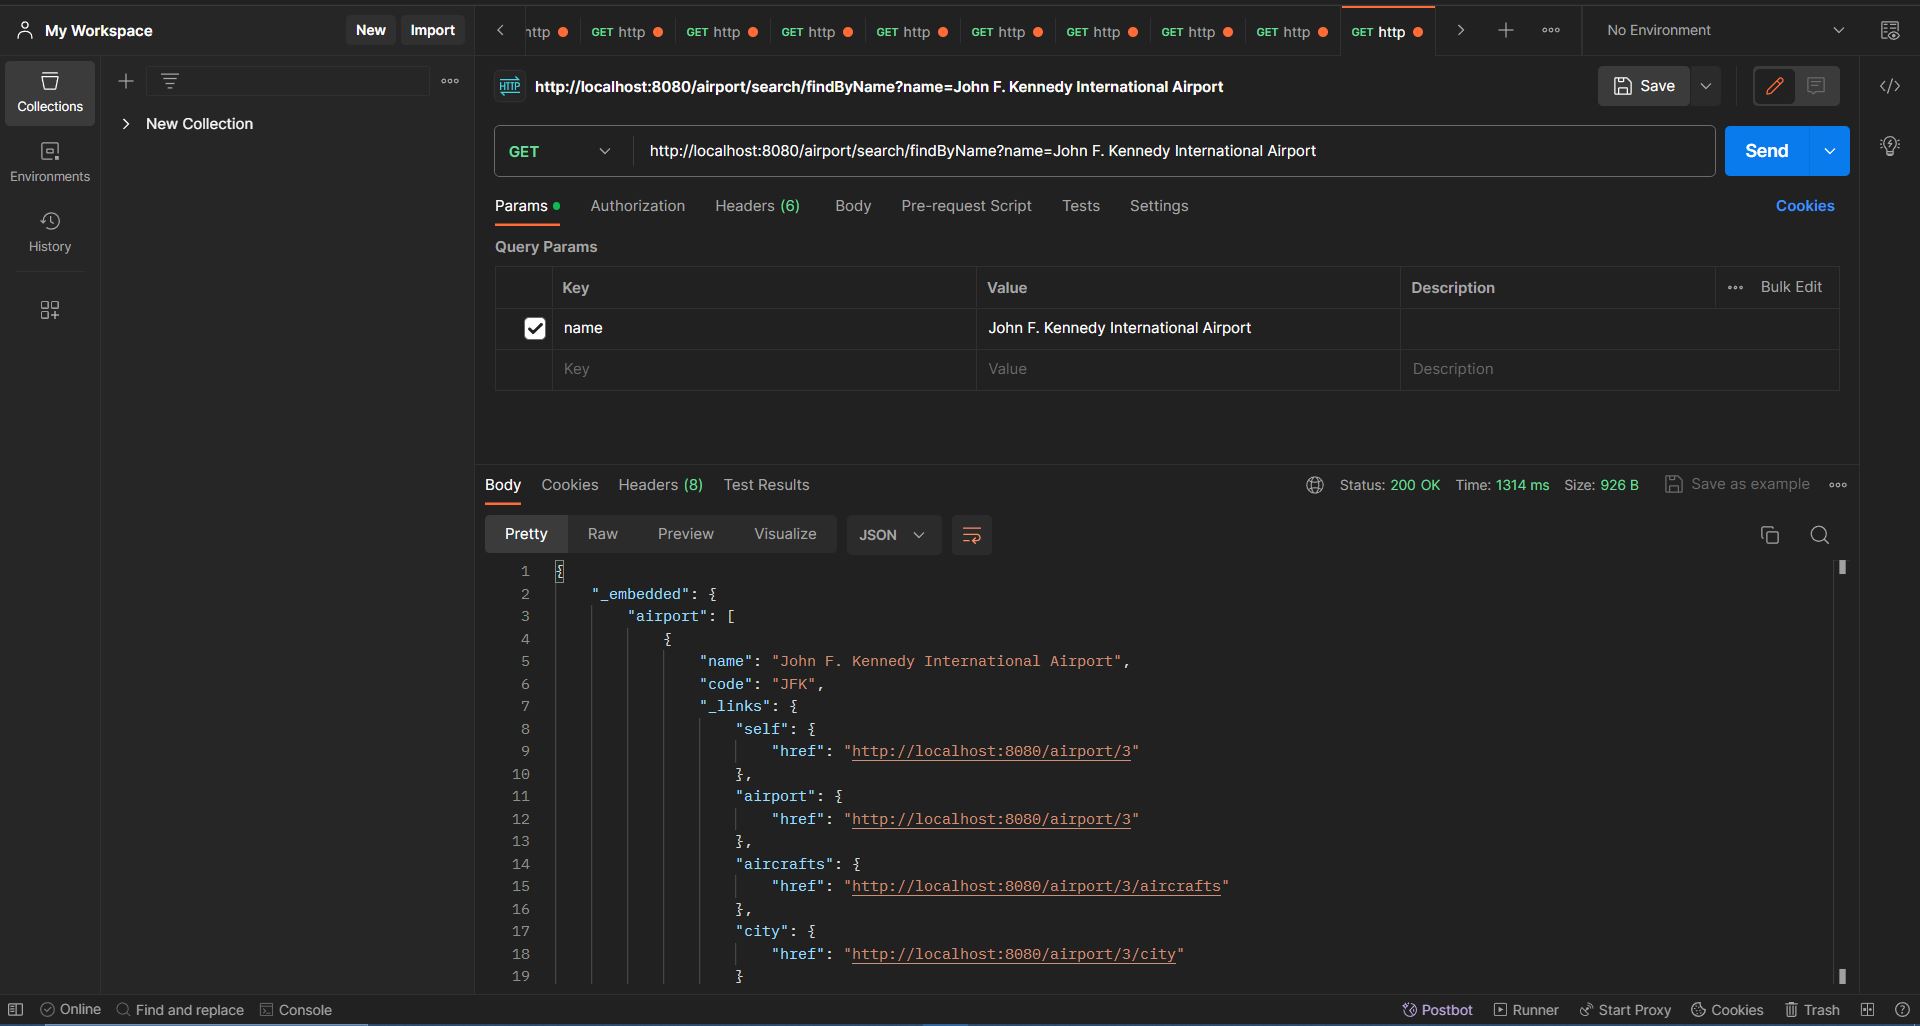 My Workspace
New
Import
http
GET http
GET http
GET http
GET http
GET http
GET http
GET http
GET http
GET http
No Environment
Collections
Environments
History
New Collection
HTTP
http://localhost:8080/airport/search/findByName?name=John F. Kennedy International Airport
Save
GET
http://localhost:8080/airport/search/findByName?name=John F. Kennedy International Airport
Send
Params Authorization Headers (6) Body Pre-request Script Tests Settings Cookies
Query Params
Key Value Description Bulk Edit
name John F. Kennedy International Airport
Key Value Description
Body Cookies Headers (8) Test Results Status: 200 OK Time: 1314 ms Size: 926 B Save as example
Pretty Raw Preview Visualize JSON
1 {
2 "_embedded": {
3 "airport": [
4 {
5 "name": "John F. Kennedy International Airport",
6 "code": "JFK",
7 "_links": {
8 "self": {
9 "href": "http://localhost:8080/airport/3"
10 },
11 "airport": {
12 "href": "http://localhost:8080/airport/3"
13 },
14 "aircrafts": {
15 "href": "http://localhost:8080/airport/3/aircrafts"
16 },
17 "city": {
18 "href": "http://localhost:8080/airport/3/city"
19 }
Online Find and replace Console Postbot Runner Start Proxy Cookies Trash